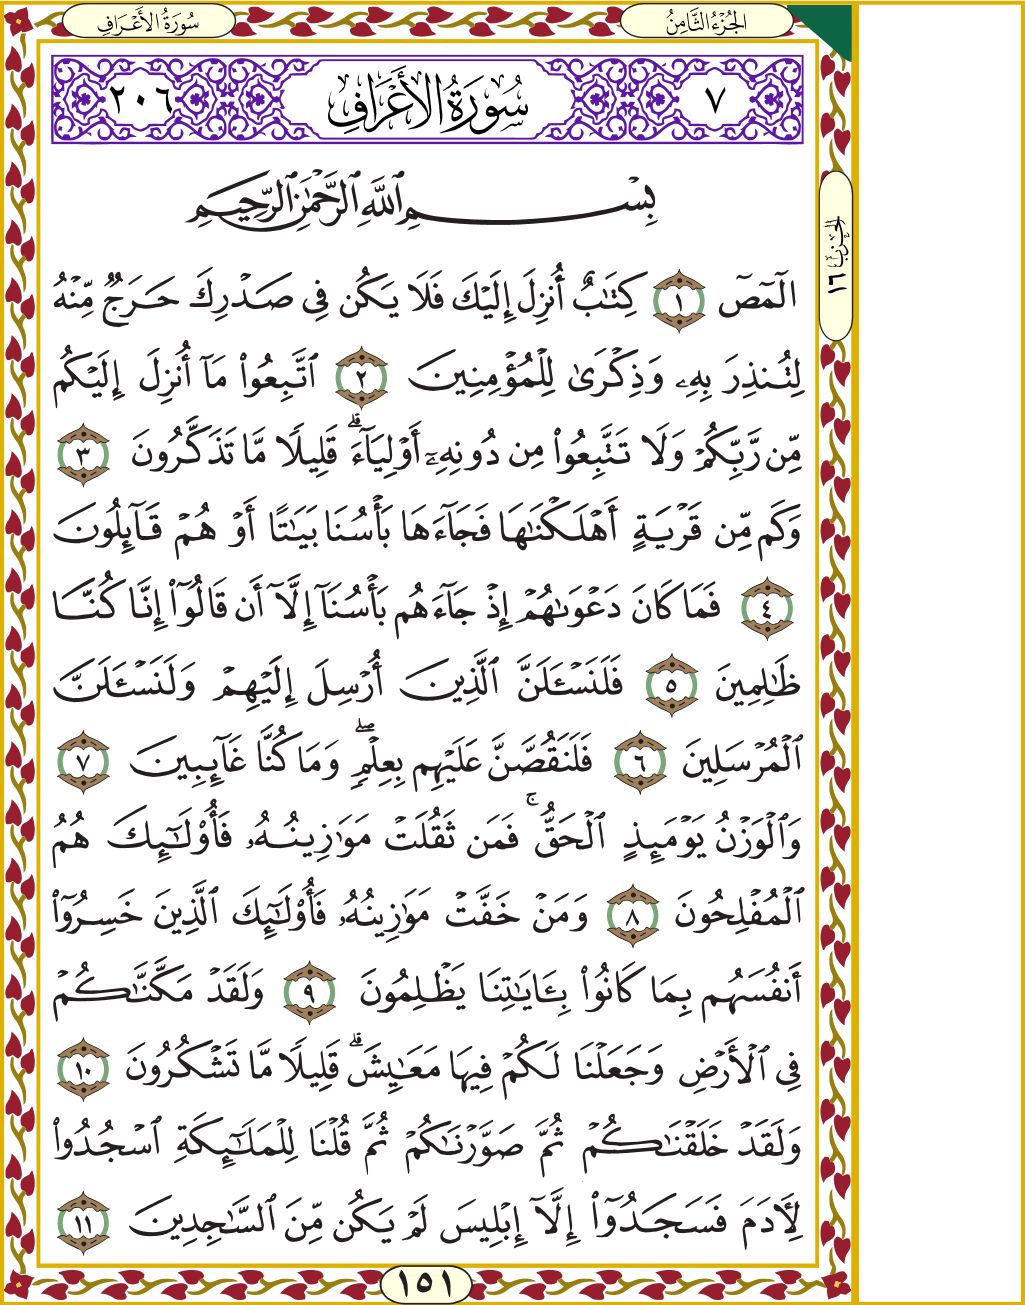 الجُزْءُ الثَّامِنُ
سُورَةُ الأَعْرَافِ
٧ سُورَةُ الأَعْرَافِ ٢٠٦
بِسْمِ ٱللَّهِ ٱلرَّحْمَٰنِ ٱلرَّحِيمِ
الحِزْبُ ١٦
الٓمٓصٓ ١ كِتَٰبٌ أُنزِلَ إِلَيْكَ فَلَا يَكُن فِى صَدْرِكَ حَرَجٌ مِّنْهُ
لِتُنذِرَ بِهِۦ وَذِكْرَىٰ لِلْمُؤْمِنِينَ ٢ ٱتَّبِعُوا۟ مَآ أُنزِلَ إِلَيْكُم
مِّن رَّبِّكُمْ وَلَا تَتَّبِعُوا۟ مِن دُونِهِۦٓ أَوْلِيَآءَ ۗ قَلِيلًا مَّا تَذَكَّرُونَ ٣
وَكَم مِّن قَرْيَةٍ أَهْلَكْنَٰهَا فَجَآءَهَا بَأْسُنَا بَيَٰتًا أَوْ هُمْ قَآئِلُونَ
٤ فَمَا كَانَ دَعْوَىٰهُمْ إِذْ جَآءَهُم بَأْسُنَآ إِلَّآ أَن قَالُوٓا۟ إِنَّا كُنَّا
ظَٰلِمِينَ ٥ فَلَنَسْـَٔلَنَّ ٱلَّذِينَ أُرْسِلَ إِلَيْهِمْ وَلَنَسْـَٔلَنَّ
ٱلْمُرْسَلِينَ ٦ فَلَنَقُصَّنَّ عَلَيْهِم بِعِلْمٍ ۖ وَمَا كُنَّا غَآئِبِينَ ٧
وَٱلْوَزْنُ يَوْمَئِذٍ ٱلْحَقُّ ۚ فَمَن ثَقُلَتْ مَوَٰزِينُهُۥ فَأُو۟لَٰٓئِكَ هُمُ
ٱلْمُفْلِحُونَ ٨ وَمَنْ خَفَّتْ مَوَٰزِينُهُۥ فَأُو۟لَٰٓئِكَ ٱلَّذِينَ خَسِرُوٓا۟
أَنفُسَهُم بِمَا كَانُوا۟ بِـَٔايَٰتِنَا يَظْلِمُونَ ٩ وَلَقَدْ مَكَّنَّٰكُمْ
فِى ٱلْأَرْضِ وَجَعَلْنَا لَكُمْ فِيهَا مَعَٰيِشَ ۗ قَلِيلًا مَّا تَشْكُرُونَ ١٠
وَلَقَدْ خَلَقْنَٰكُمْ ثُمَّ صَوَّرْنَٰكُمْ ثُمَّ قُلْنَا لِلْمَلَٰٓئِكَةِ ٱسْجُدُوا۟
لِـَٔادَمَ فَسَجَدُوٓا۟ إِلَّآ إِبْلِيسَ لَمْ يَكُن مِّنَ ٱلسَّٰجِدِينَ ١١
١٥١